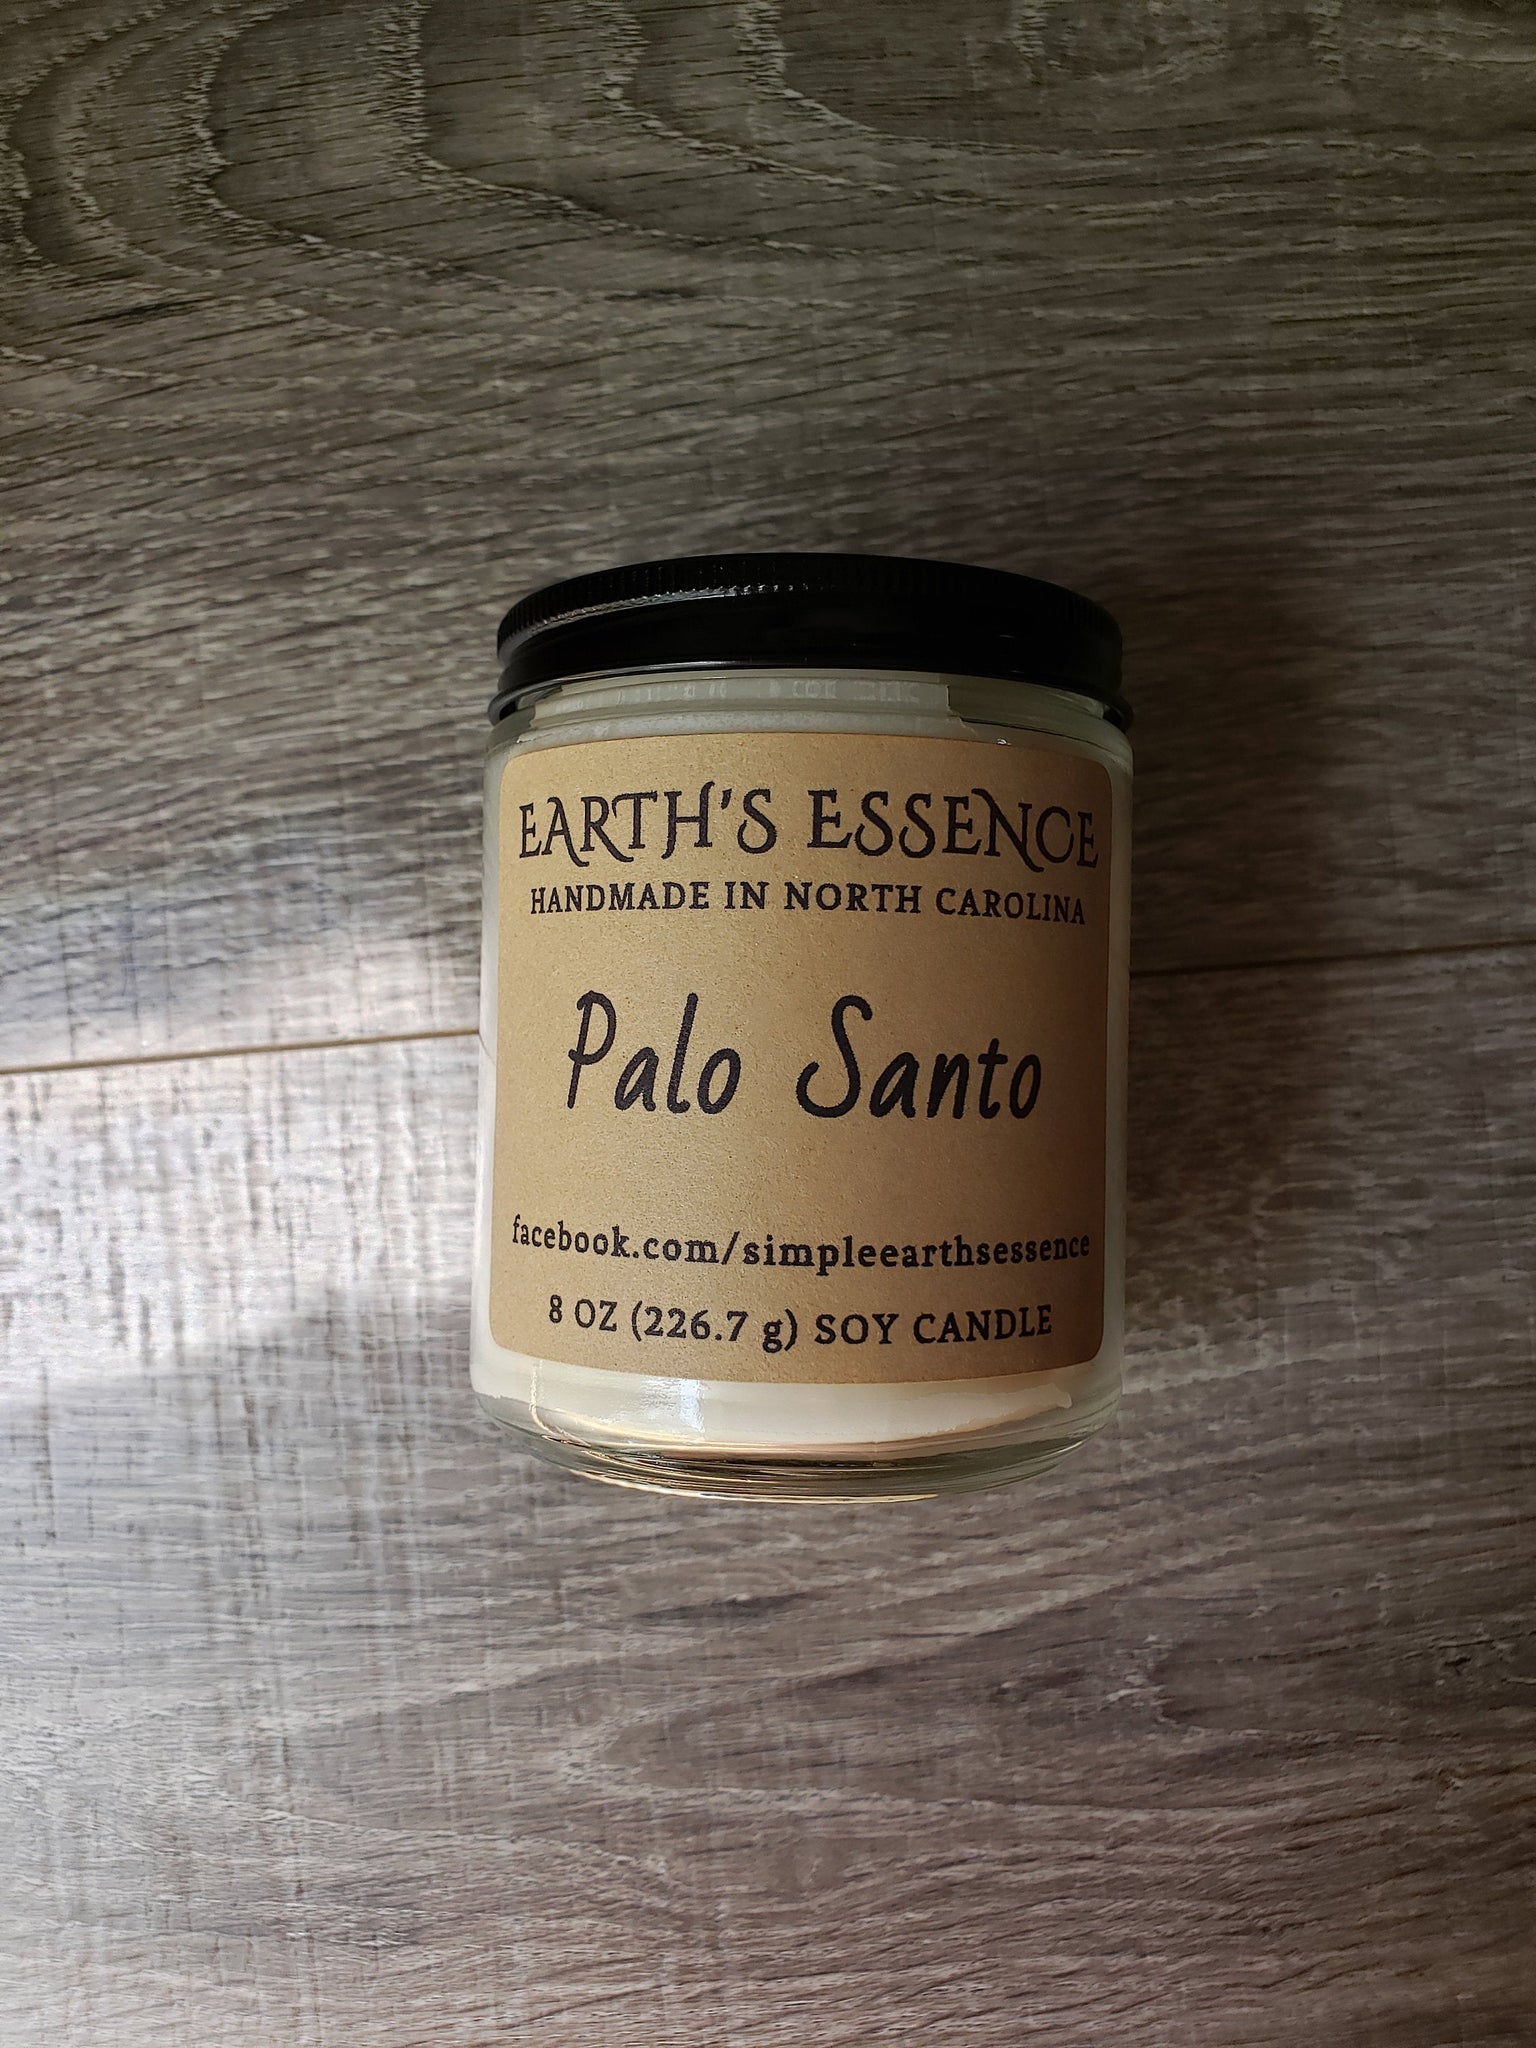 EARTH'S ESSENCE
HANDMADE IN NORTH CAROLINA
Palo Santo
facebook.com/simpleearthsessence
8 OZ (226.7 g) SOY CANDLE